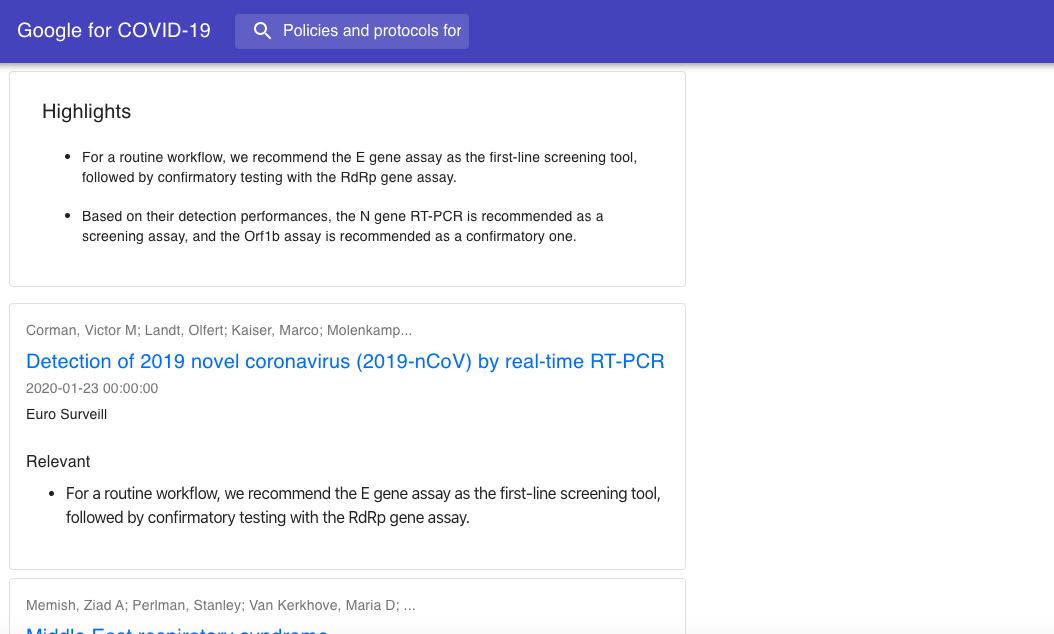 Google for COVID-19
Policies and protocols for
Highlights
• For a routine workflow, we recommend the E gene assay as the first-line screening tool,
followed by confirmatory testing with the RdRp gene assay.
• Based on their detection performances, the N gene RT-PCR is recommended as a
screening assay, and the Orf1b assay is recommended as a confirmatory one.
Corman, Victor M; Landt, Olfert; Kaiser, Marco; Molenkamp...
Detection of 2019 novel coronavirus (2019-nCoV) by real-time RT-PCR
2020-01-23 00:00:00
Euro Surveill
Relevant
• For a routine workflow, we recommend the E gene assay as the first-line screening tool,
followed by confirmatory testing with the RdRp gene assay.
Memish, Ziad A; Perlman, Stanley; Van Kerkhove, Maria D; ...
Middle East respiratory syndrome